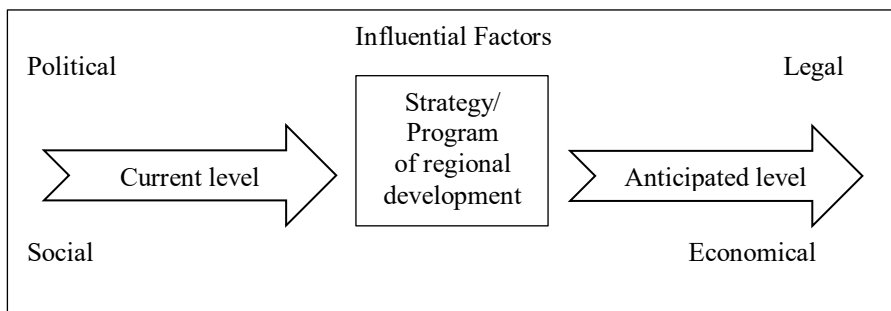 Influential Factors
Political
Legal
Strategy/
Program
of regional
development
Current level
Anticipated level
Social
Economical